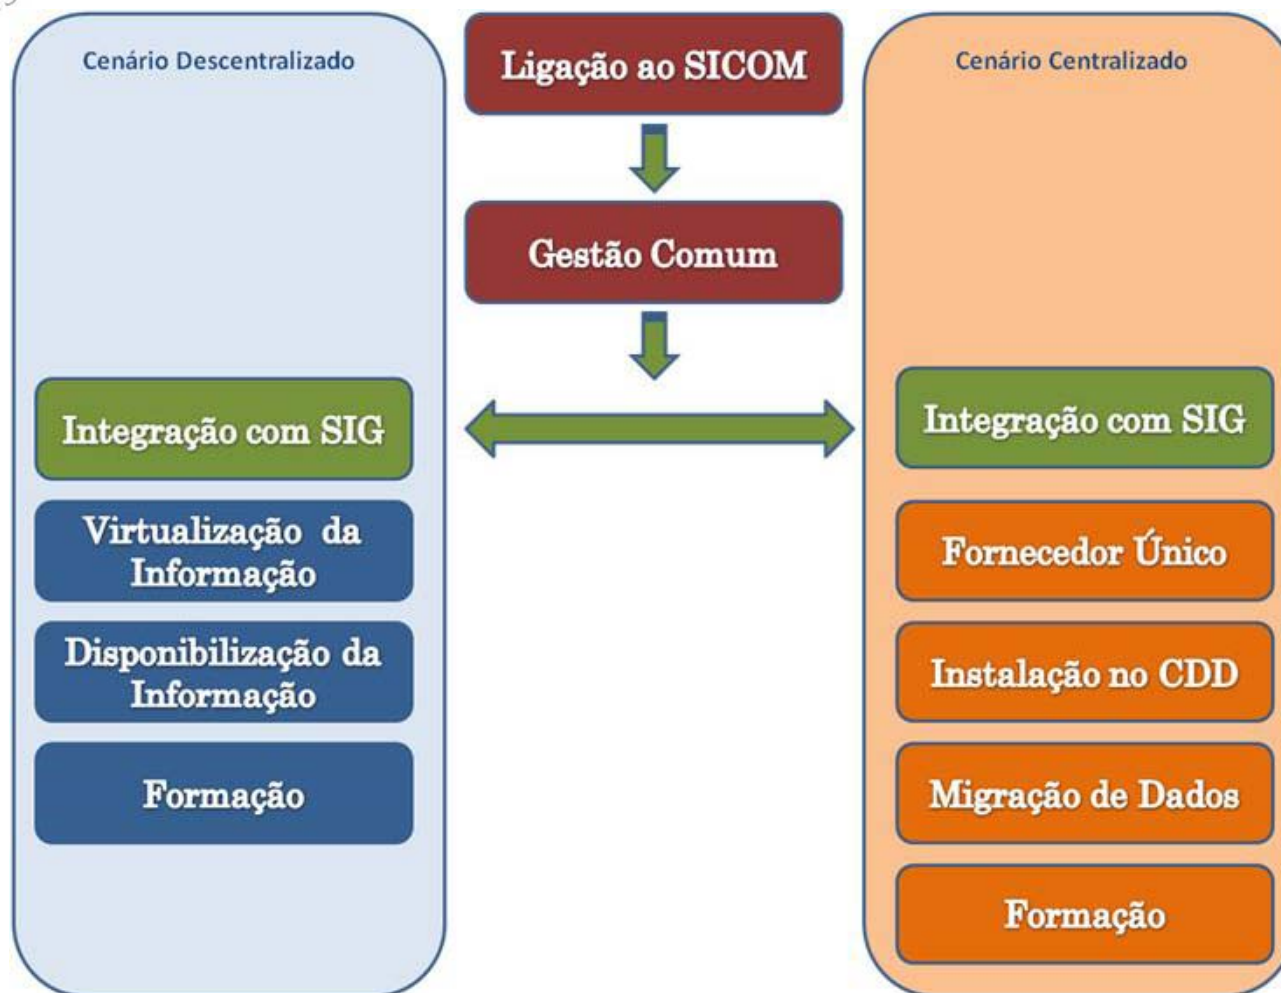 Cenário Descentralizado
Integração com SIG
Virtualização da
Informação
Disponibilização da
Informação
Formação
Ligação ao SICOM
Gestão Comum
Cenário Centralizado
Integração com SIG
Fornecedor Único
Instalação no CDD
Migração de Dados
Formação